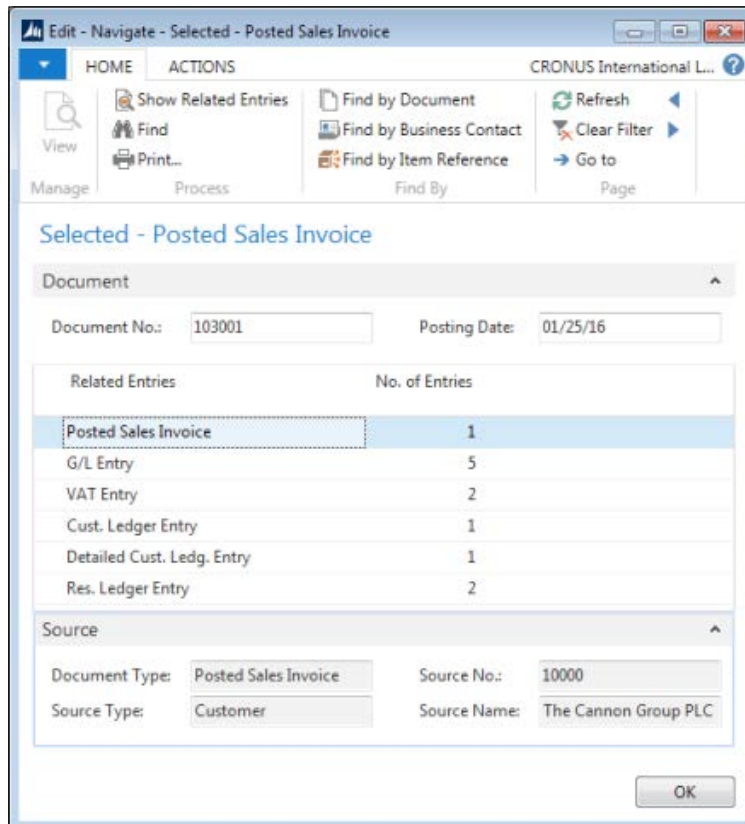 Edit - Navigate - Selected - Posted Sales Invoice
HOME ACTIONS CRONUS International L... ?
View
Show Related Entries Find by Document Refresh
Find Find by Business Contact Clear Filter
Print... Find by Item Reference Go to
Manage Process Find By Page
Selected - Posted Sales Invoice
Document
Document No.: 103001 Posting Date: 01/25/16
Related Entries No. of Entries
Posted Sales Invoice 1
G/L Entry 5
VAT Entry 2
Cust. Ledger Entry 1
Detailed Cust. Ledg. Entry 1
Res. Ledger Entry 2
Source
Document Type: Posted Sales Invoice Source No.: 10000
Source Type: Customer Source Name: The Cannon Group PLC
OK